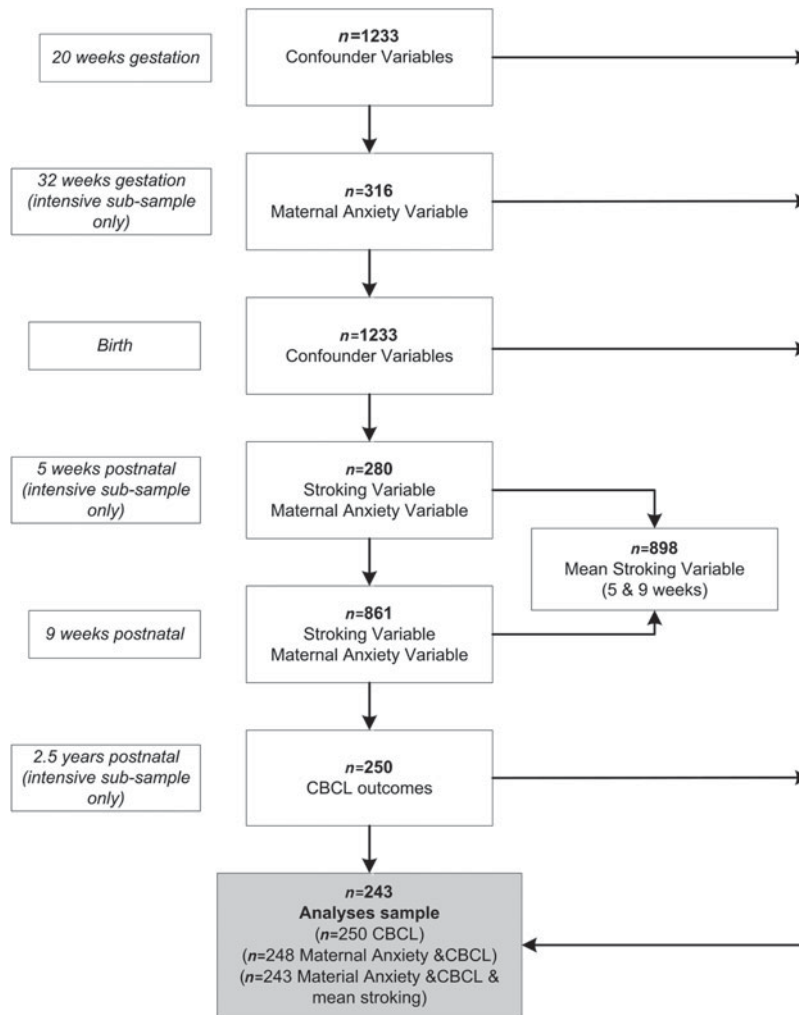 20 weeks gestation
n=1233
Confounder Variables
32 weeks gestation
(intensive sub-sample
only)
n=316
Maternal Anxiety Variable
Birth
n=1233
Confounder Variables
5 weeks postnatal
(intensive sub-sample
only)
n=280
Stroking Variable
Maternal Anxiety Variable
n=898
Mean Stroking Variable
(5 & 9 weeks)
9 weeks postnatal
n=861
Stroking Variable
Maternal Anxiety Variable
2.5 years postnatal
(intensive sub-sample
only)
n=250
CBCL outcomes
n=243
Analyses sample
(n=250 CBCL)
(n=248 Maternal Anxiety &CBCL)
(n=243 Material Anxiety &CBCL &
mean stroking)